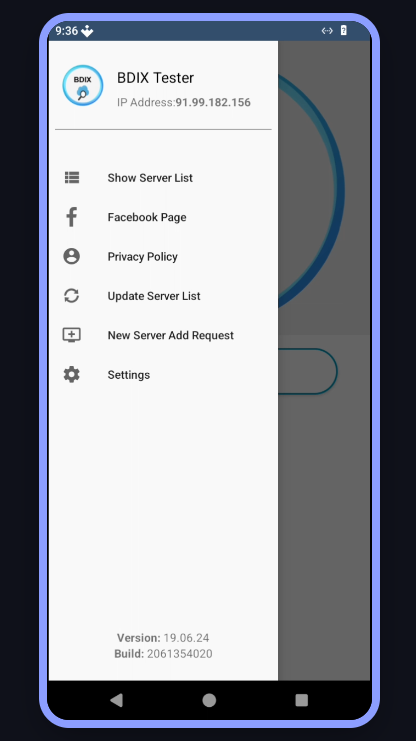 9:36
BDIX
BDIX Tester
IP Address:91.99.182.156
Show Server List
Facebook Page
Privacy Policy
Update Server List
New Server Add Request
Settings
Version: 19.06.24
Build: 2061354020